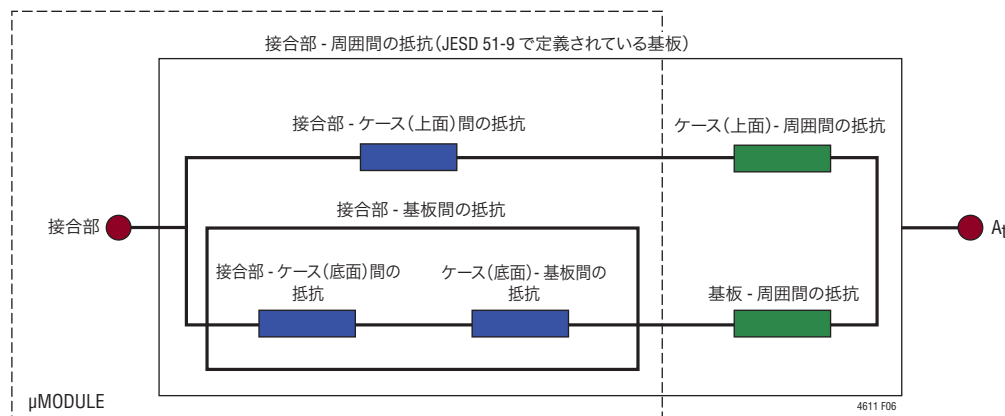 接合部 - 周囲間の抵抗（JESD 51-9 で定義されている基板）
接合部 - ケース（上面）間の抵抗
ケース（上面）- 周囲間の抵抗
接合部
接合部 - 基板間の抵抗
At
接合部 - ケース（底面）間の
抵抗
ケース（底面）- 基板間の
抵抗
基板 - 周囲間の抵抗
µMODULE
4611 F06